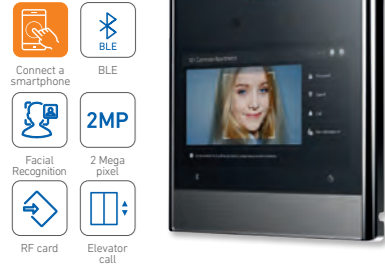 BLE
Connect a
smartphone
BLE
2MP
Facial
Recognition
2 Mega
pixel
RF card
Elevator
call